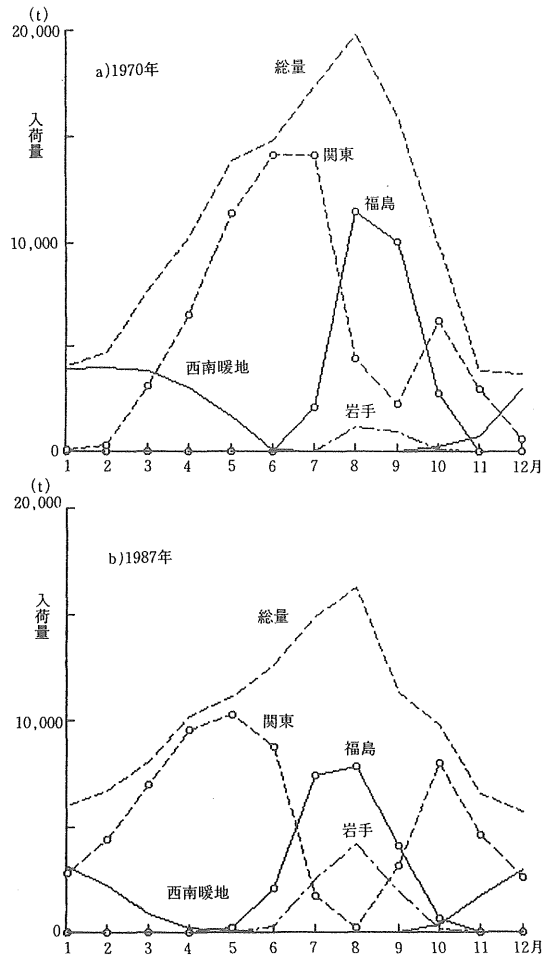 (t)
20,000
a)1970年
総量
入荷量
関東
福島
10,000
西南暖地
岩手
0
1 2 3 4 5 6 7 8 9 10 11 12月
(t)
20,000
b)1987年
入荷量
総量
10,000
関東
福島
岩手
西南暖地
0
1 2 3 4 5 6 7 8 9 10 11 12月